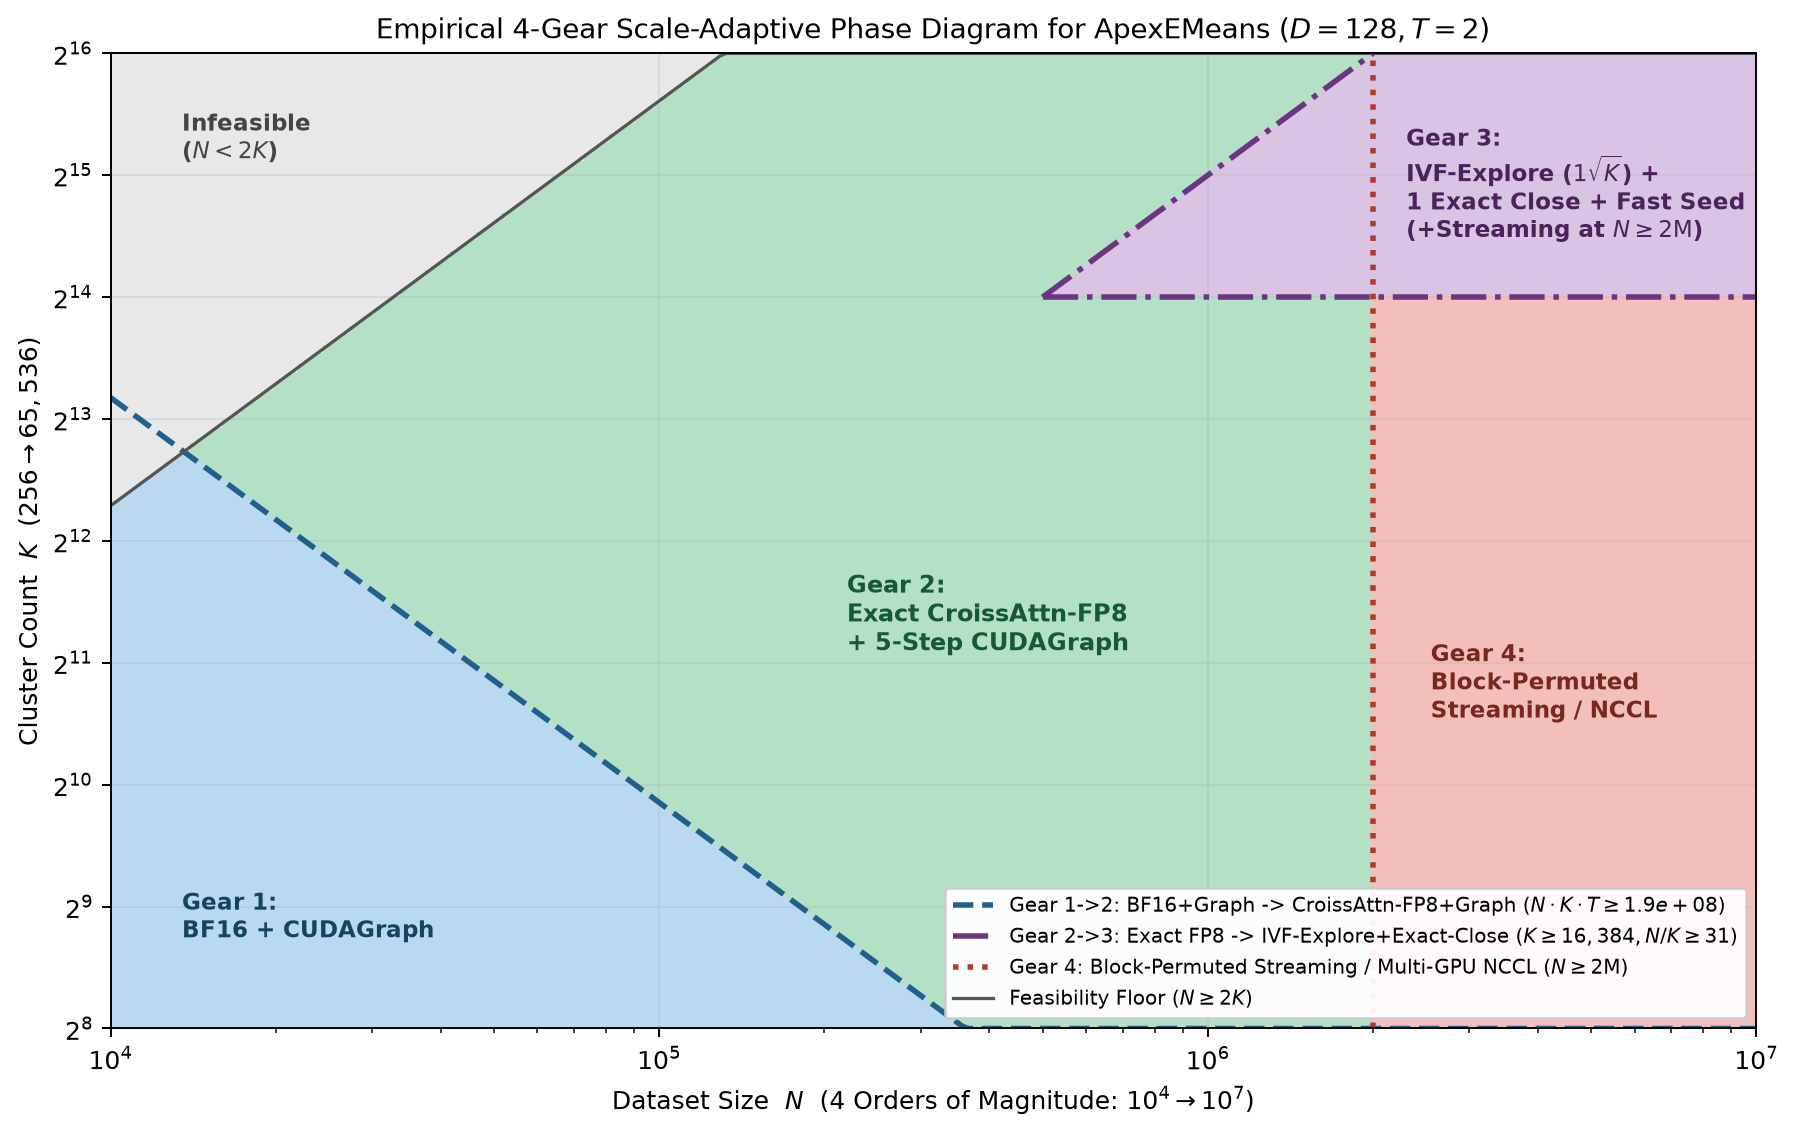 Empirical 4-Gear Scale-Adaptive Phase Diagram for ApexEMeans (D = 128, T = 2)
2^16
2^15
2^14
2^13
2^12
2^11
2^10
2^9
2^8
Cluster Count K (256→65, 536)
Infeasible
(N < 2K)
Gear 3:
IVF-Explore (1√K) +
1 Exact Close + Fast Seed
(+Streaming at N ≥ 2M)
Gear 2:
Exact CroissAttn-FP8
+ 5-Step CUDAGraph
Gear 4:
Block-Permuted
Streaming / NCCL
Gear 1:
BF16 + CUDAGraph
Gear 1->2: BF16+Graph -> CroissAttn-FP8+Graph (N · K · T ≥ 1.9e + 08)
Gear 2->3: Exact FP8 -> IVF-Explore+Exact-Close (K ≥ 16, 384, N/K ≥ 31)
Gear 4: Block-Permuted Streaming / Multi-GPU NCCL (N ≥ 2M)
Feasibility Floor (N ≥ 2K)
10^4
10^5
10^6
10^7
Dataset Size N (4 Orders of Magnitude: 10^4→10^7)